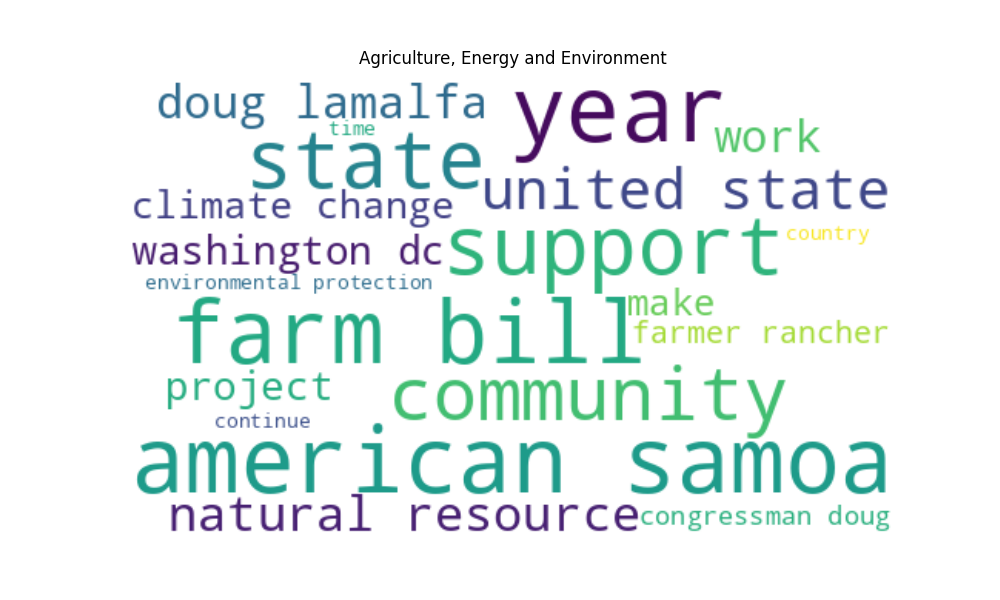 Agriculture, Energy and Environment
doug lamalfa
year
time
work
state
united state
climate change
support
country
washington dc
environmental protection
farm bill
make
farmer rancher
project
community
continue
american samoa
natural resource
congressman doug